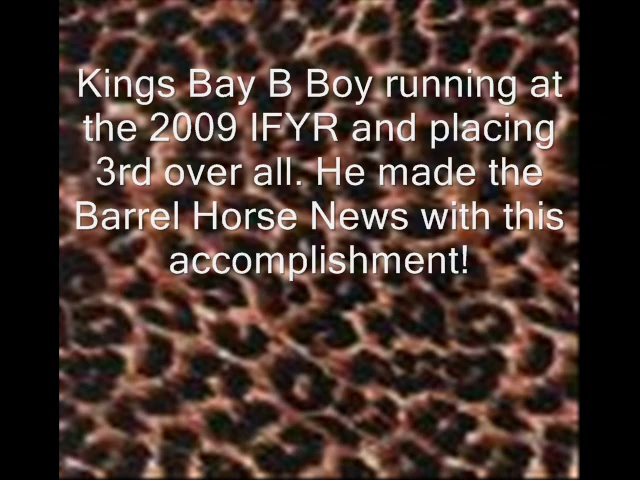 Kings Bay B Boy running at
the 2009 IFYR and placing
3rd over all. He made the
Barrel Horse News with this
accomplishment!